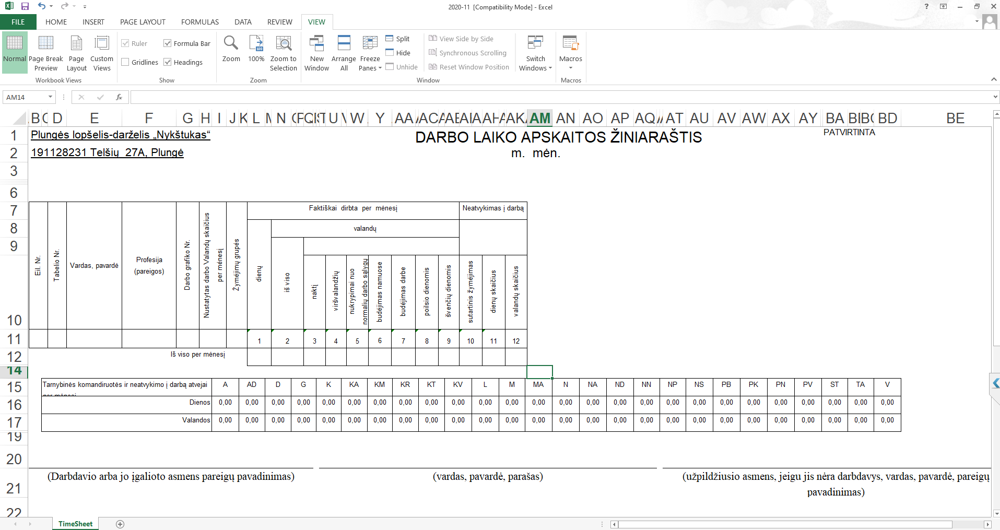 2020-11 [Compatibility Mode] - Excel
FILE HOME INSERT PAGE LAYOUT FORMULAS DATA REVIEW VIEW
Normal
Page Break Preview
Page Layout
Custom Views
Workbook Views
Ruler
Formula Bar
Gridlines
Headings
Show
Zoom
100%
Zoom to Selection
Zoom
New Window
Arrange All
Freeze Panes
Split
Hide
Unhide
View Side by Side
Synchronous Scrolling
Reset Window Position
Window
Switch Windows
Macros
Macros
AM14
fx
B D E F G H I J K L N U W Y AA AC AK AM AN AO AP AQ AT AU AV AW AX AY BA BD BE
1 Plungės lopšelis-darželis „Nykštukas“ DARBO LAIKO APSKAITOS ŽINIARAŠTIS PATVIRTINTA
2 191128231 Telšių 27A, Plungė m. mėn.
3
6
7 Faktiškai dirbta per mėnesį Neatvykimas į darbą
8 valandų
9
10
Eil. Nr.
Tabelio Nr.
Vardas, pavardė
Profesija
(pareigos)
Darbo grafiko Nr.
Nustatytas darbo Valandų skaičius
per mėnesį
Žymėjimų grupės
dienų
iš viso
naktį
viršvalandžių
nukrypimai nuo
normalių darbo sąlygų
budėjimas namuose
budėjimas darbe
poilsio dienomis
švenčių dienomis
sutartinis žymėjimas
dienų skaičius
valandų skaičius
11 1 2 3 4 5 6 7 8 9 10 11 12
12 Iš viso per mėnesį
14
15 Tarnybinės komandiruotės ir neatvykimo į darbą atvejai per mėnesį A AD D G K KA KM KR KT KV L M MA N NA ND NN NP NS PB PK PN PV ST TA V
16 Dienos 0,00 0,00 0,00 0,00 0,00 0,00 0,00 0,00 0,00 0,00 0,00 0,00 0,00 0,00 0,00 0,00 0,00 0,00 0,00 0,00 0,00 0,00 0,00 0,00 0,00 0,00
17 Valandos 0,00 0,00 0,00 0,00 0,00 0,00 0,00 0,00 0,00 0,00 0,00 0,00 0,00 0,00 0,00 0,00 0,00 0,00 0,00 0,00 0,00 0,00 0,00 0,00 0,00 0,00
19
20
21 (Darbdavio arba jo įgalioto asmens pareigų pavadinimas) (vardas, pavardė, parašas) (užpildžiusio asmens, jeigu jis nėra darbdavys, vardas, pavardė, pareigų
pavadinimas)
22
TimeSheet